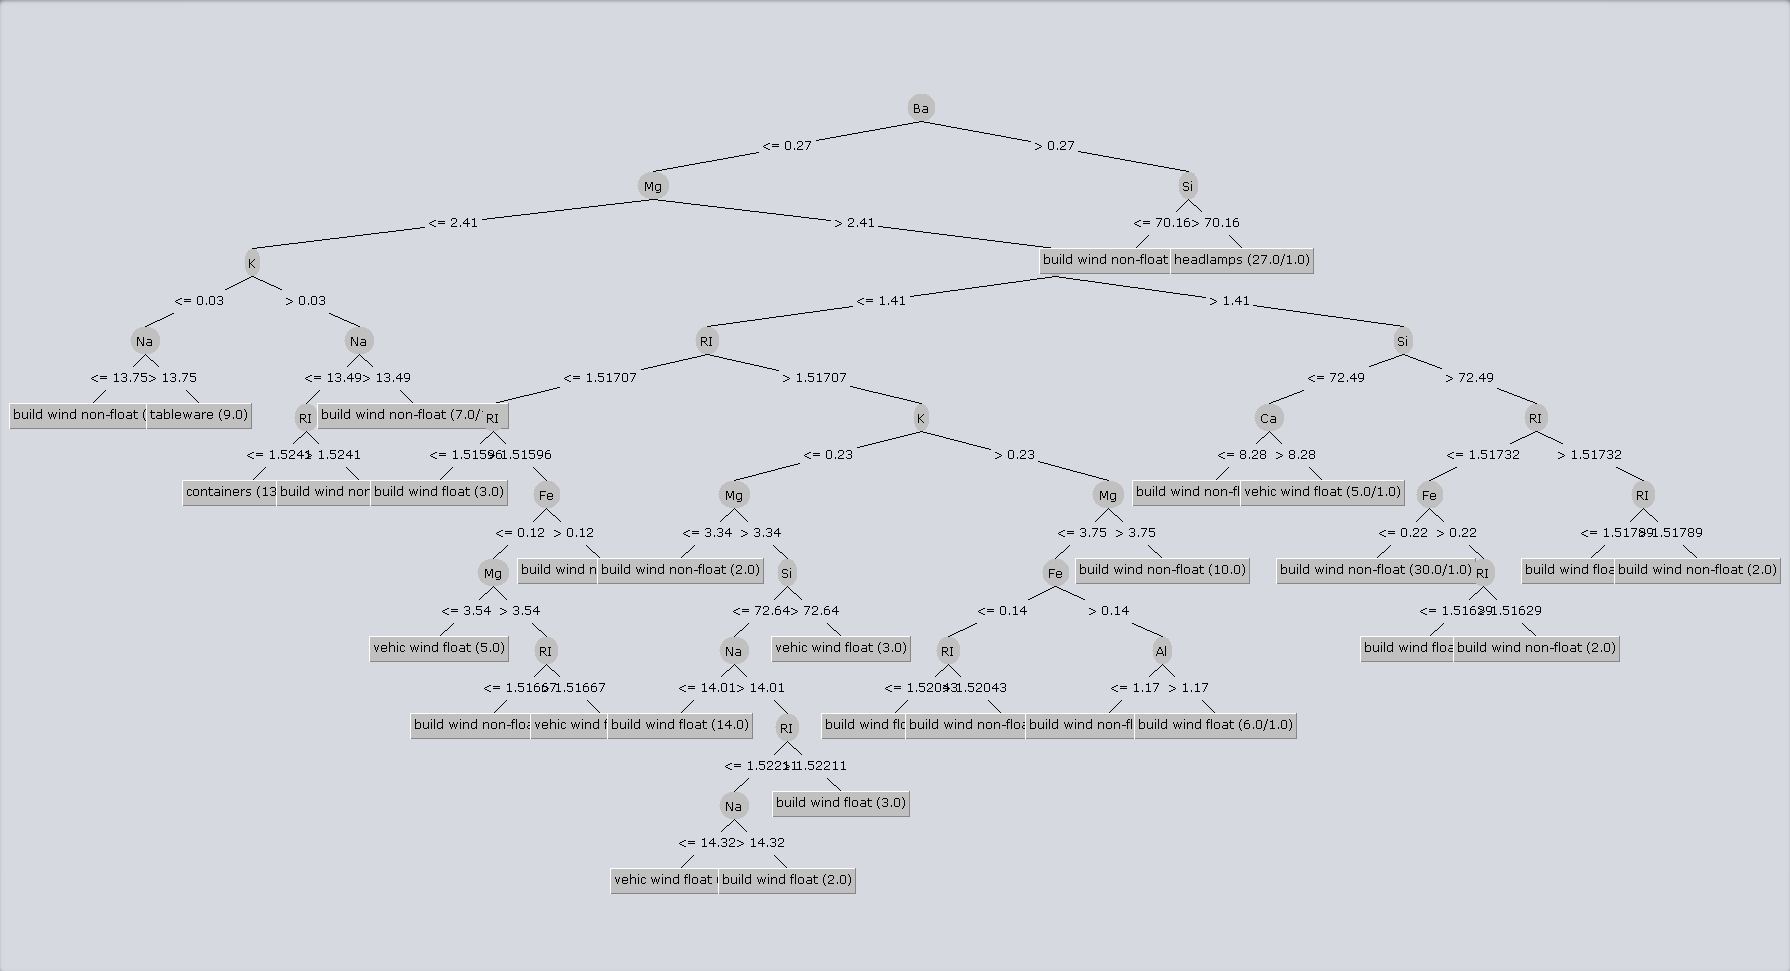 Ba
<= 0.27 > 0.27
Mg Si
<= 2.41 > 2.41 <= 70.16 > 70.16
K build wind non-float headlamps (27.0/1.0)
<= 0.03 > 0.03 <= 1.41 > 1.41
Na Na RI Si
<= 13.75 > 13.75 <= 13.49 > 13.49 <= 1.51707 > 1.51707 <= 72.49 > 72.49
build wind non-float ( tableware (9.0) RI build wind non-float (7.0/ RI K Ca RI
<= 1.5241 > 1.5241 <= 1.51596 > 1.51596 <= 0.23 > 0.23 <= 8.28 > 8.28 <= 1.51732 > 1.51732
containers (13 build wind nor build wind float (3.0) Fe Mg Mg build wind non-fl vehic wind float (5.0/1.0) Fe RI
<= 0.12 > 0.12 <= 3.34 > 3.34 <= 3.75 > 3.75 <= 0.22 > 0.22 <= 1.51789 > 1.51789
Mg build wind n build wind non-float (2.0) Si Fe build wind non-float (10.0) build wind non-float (30.0/1.0) RI build wind floa build wind non-float (2.0)
<= 3.54 > 3.54 <= 72.64 > 72.64 <= 0.14 > 0.14 <= 1.51629 > 1.51629
vehic wind float (5.0) RI Na vehic wind float (3.0) RI Al build wind floa build wind non-float (2.0)
<= 1.51667 > 1.51667 <= 14.01 > 14.01 <= 1.52043 > 1.52043 <= 1.17 > 1.17
build wind non-floa vehic wind f build wind float (14.0) RI build wind flo build wind non-floa build wind non-fl build wind float (6.0/1.0)
<= 1.52211 > 1.52211
Na build wind float (3.0)
<= 14.32 > 14.32
vehic wind float build wind float (2.0)